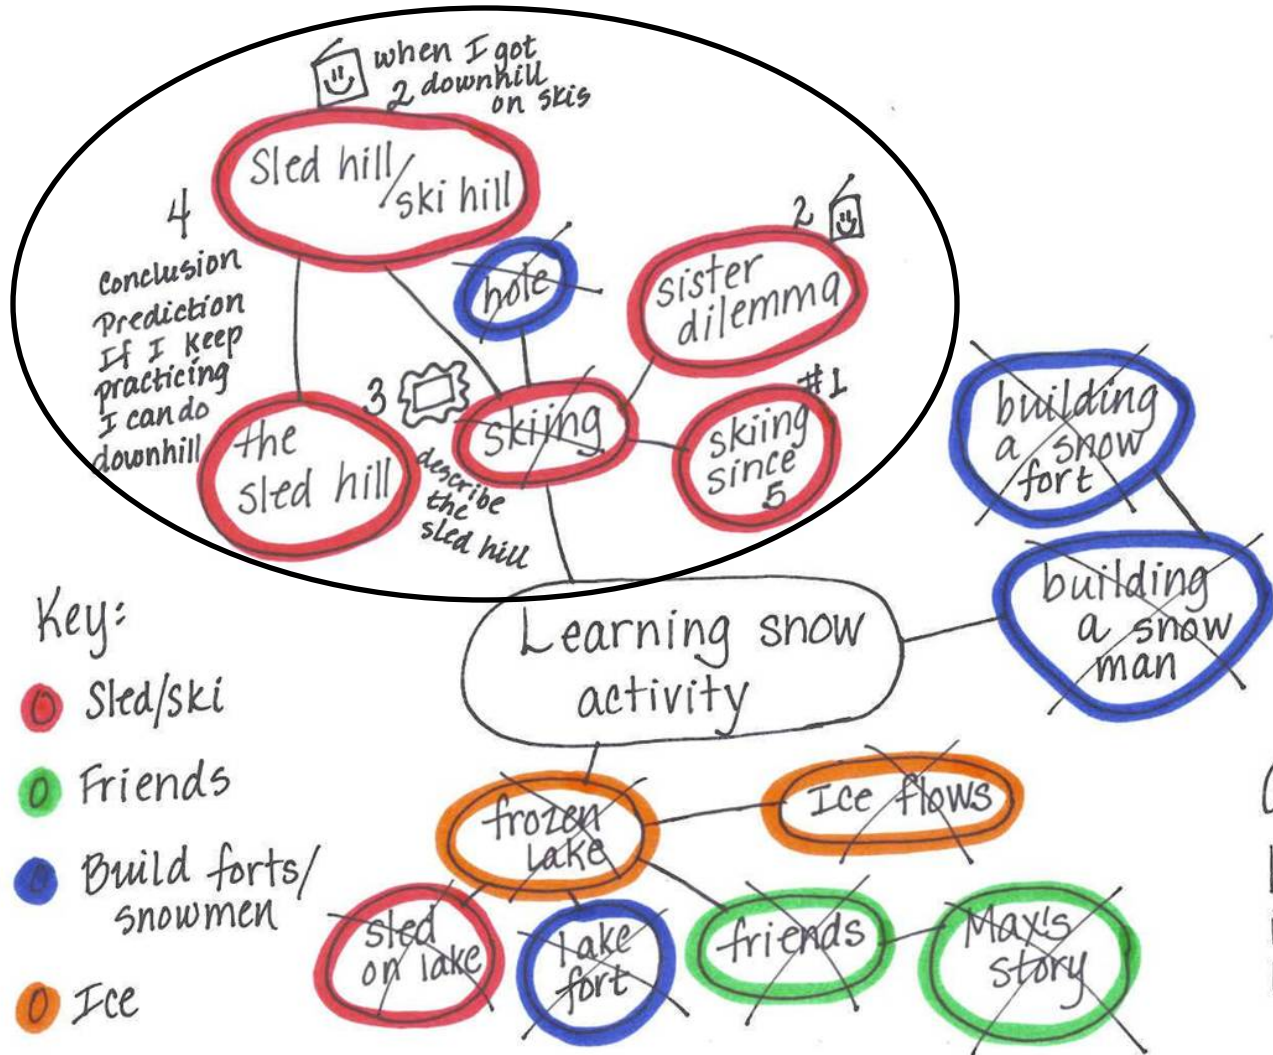 when I got
2 downhill
on skis
Sled hill/
ski hill
4
Conclusion
Prediction
If I keep
practicing
I can do
downhill
hole
2
sister
dilemma
3
skiing
#1
skiing
since
5
the
sled hill
describe
the
sled hill
building
a snow
fort
building
a snow
man
Learning snow
activity
Key:
Sled/ski
Friends
Build forts/
snowmen
Ice
frozen
lake
Ice flows
sled
on lake
lake
fort
friends
Max's
story